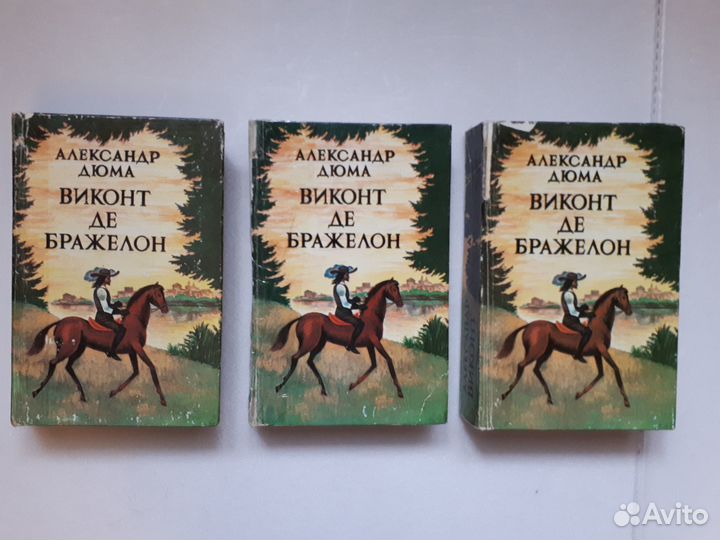 АЛЕКСАНДР
ДЮМА
ВИКОНТ
ДЕ
БРАЖЕЛОН
АЛЕКСАНДР
ДЮМА
ВИКОНТ
ДЕ
БРАЖЕЛОН
АЛЕКСАНДР
ДЮМА
ВИКОНТ
ДЕ
БРАЖЕЛОН
Avito